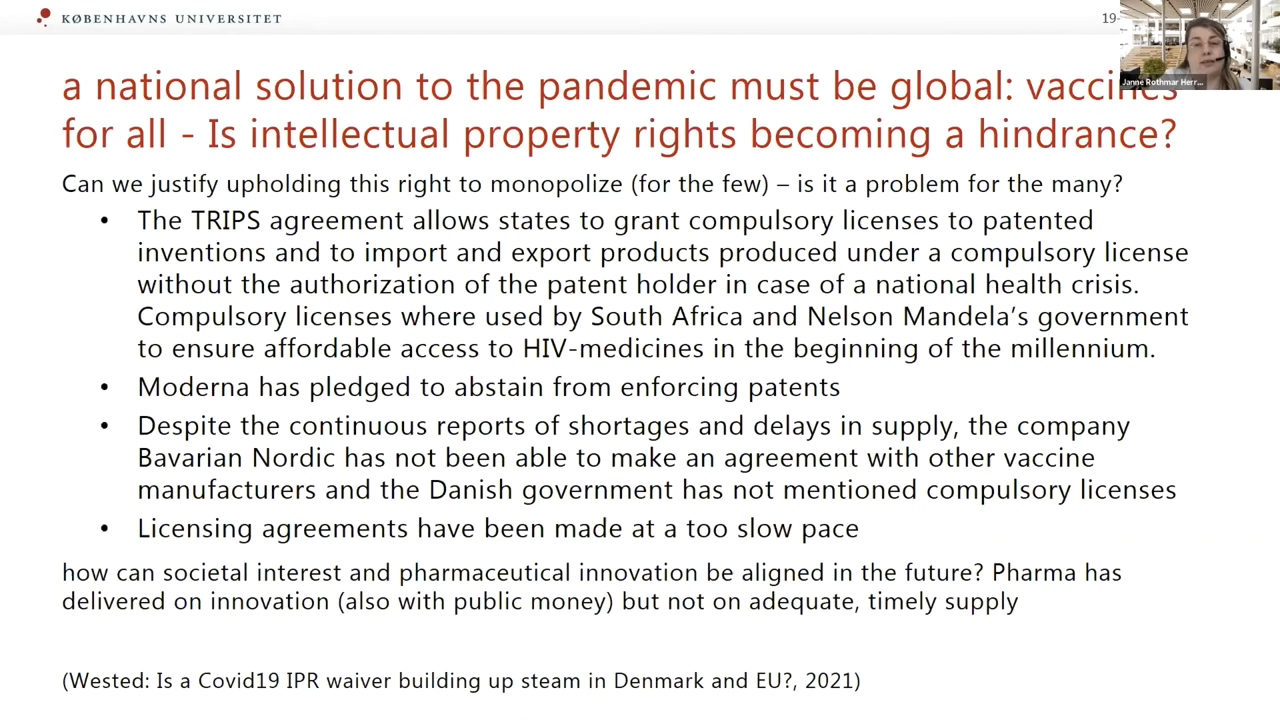 KØBENHAVNS UNIVERSITET
19-
Janne Rothmar Herr...
a national solution to the pandemic must be global: vaccines
for all - Is intellectual property rights becoming a hindrance?
Can we justify upholding this right to monopolize (for the few) – is it a problem for the many?
• The TRIPS agreement allows states to grant compulsory licenses to patented
inventions and to import and export products produced under a compulsory license
without the authorization of the patent holder in case of a national health crisis.
Compulsory licenses where used by South Africa and Nelson Mandela's government
to ensure affordable access to HIV-medicines in the beginning of the millennium.
• Moderna has pledged to abstain from enforcing patents
• Despite the continuous reports of shortages and delays in supply, the company
Bavarian Nordic has not been able to make an agreement with other vaccine
manufacturers and the Danish government has not mentioned compulsory licenses
• Licensing agreements have been made at a too slow pace
how can societal interest and pharmaceutical innovation be aligned in the future? Pharma has
delivered on innovation (also with public money) but not on adequate, timely supply
(Wested: Is a Covid19 IPR waiver building up steam in Denmark and EU?, 2021)